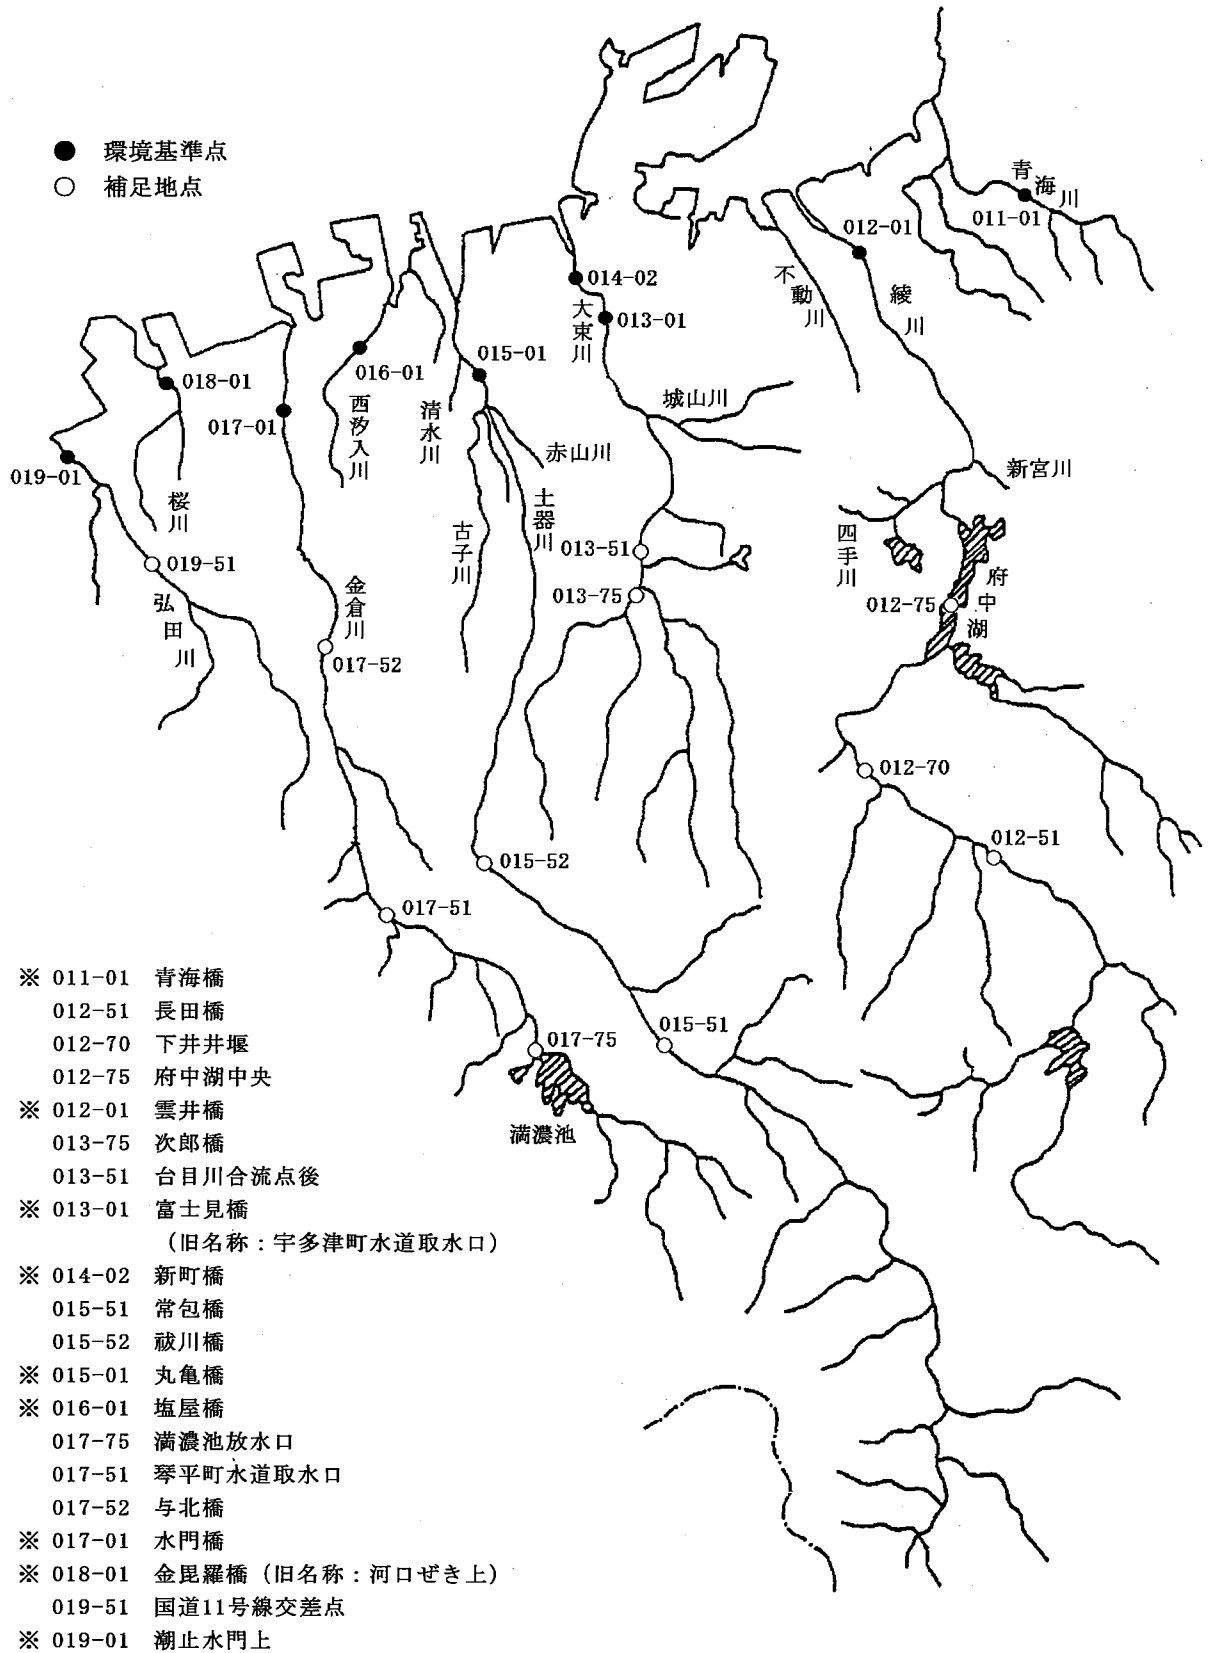 ● 環境基準点
○ 補足地点
青海川
011-01
012-01
014-02
大束川
013-01
不動川
綾川
018-01
016-01
015-01
城山川
017-01
西汐入川
清水川
赤山川
新宮川
019-01
桜川
土器川
古子川
013-51
四手川
019-51
弘田川
金倉川
013-75
012-75
府中湖
017-52
012-70
012-51
015-52
017-51
015-51
017-75
満濃池
※ 011-01 青海橋
012-51 長田橋
012-70 下井井堰
012-75 府中湖中央
※ 012-01 雲井橋
013-75 次郎橋
013-51 台目川合流点後
※ 013-01 富士見橋
(旧名称:宇多津町水道取水口)
※ 014-02 新町橋
015-51 常包橋
015-52 祓川橋
※ 015-01 丸亀橋
※ 016-01 塩屋橋
017-75 満濃池放水口
017-51 琴平町水道取水口
017-52 与北橋
※ 017-01 水門橋
※ 018-01 金毘羅橋(旧名称:河口ぜき上)
019-51 国道11号線交差点
※ 019-01 潮止水門上